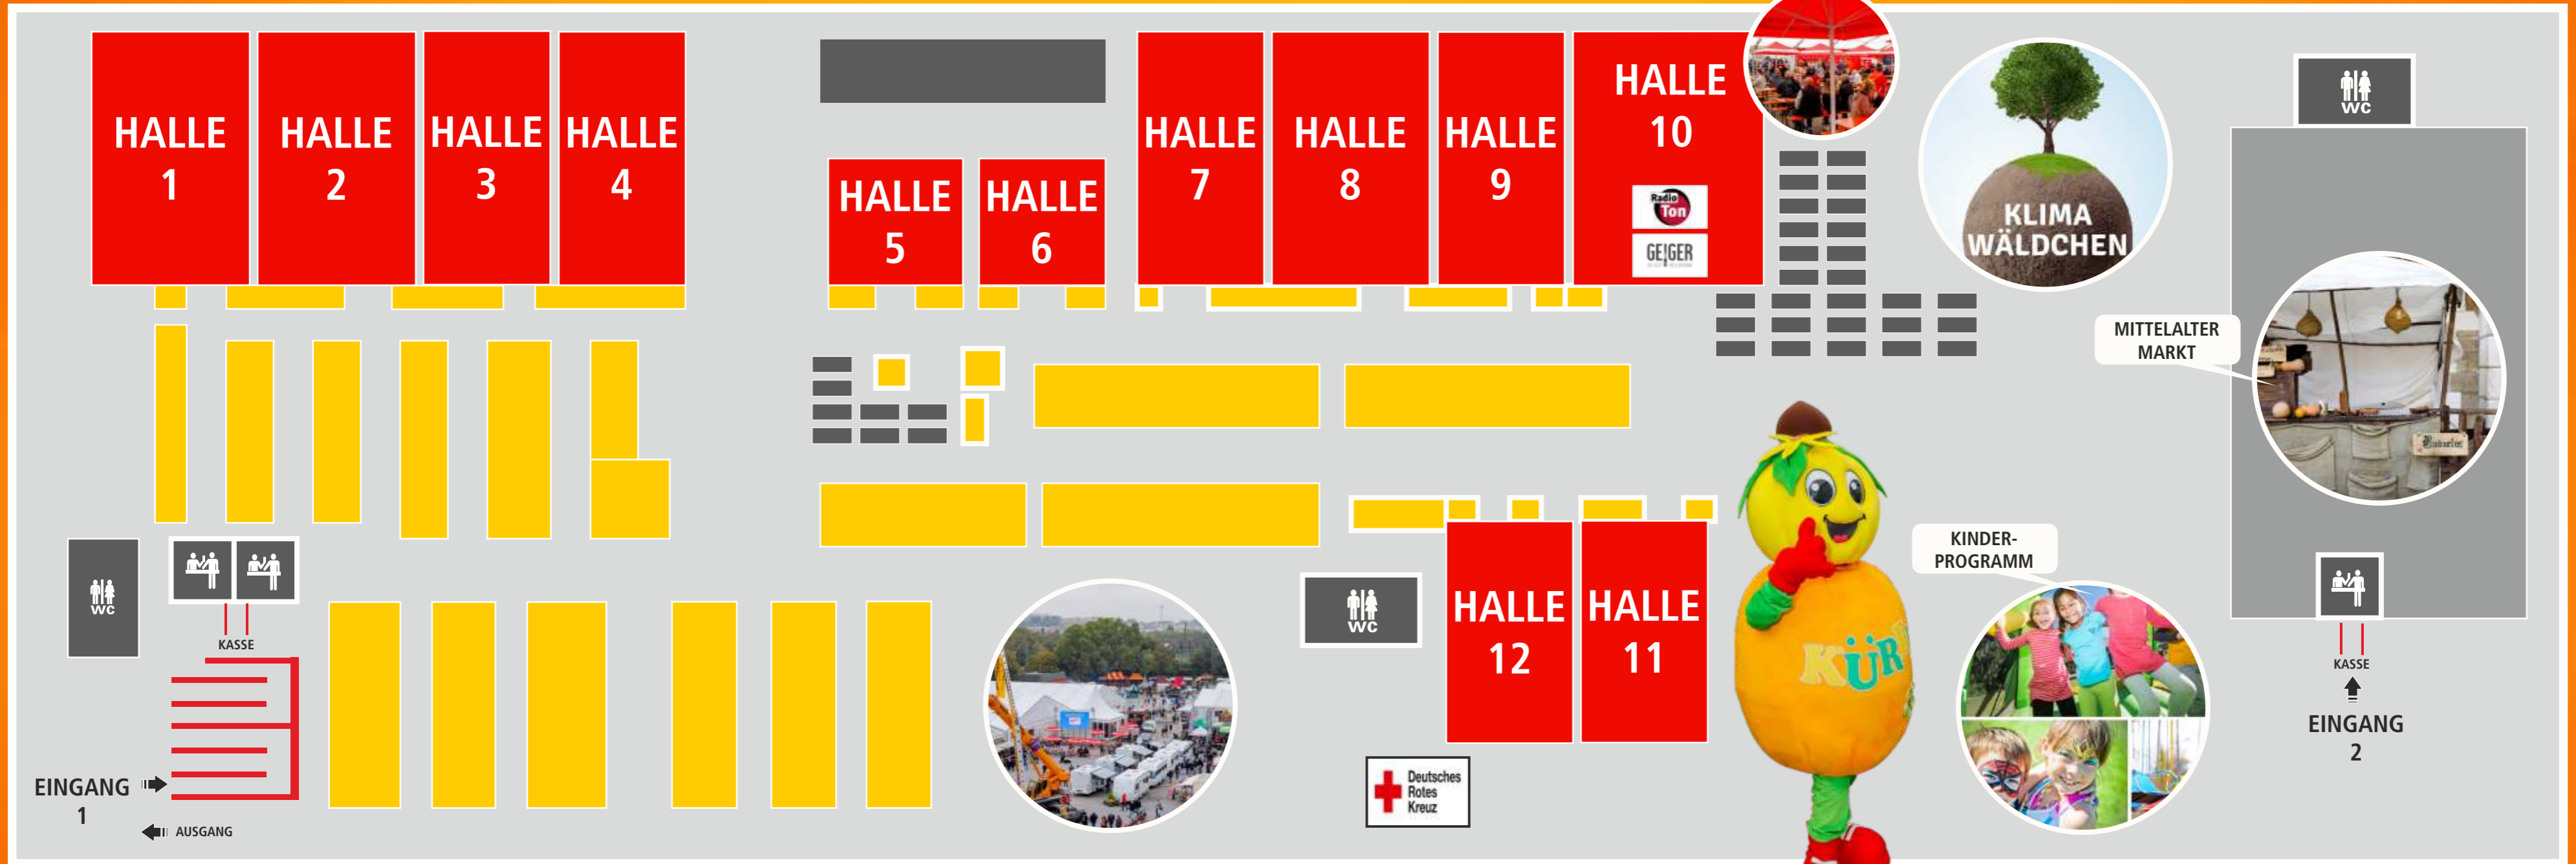 HALLE
1
HALLE
2
HALLE
3
HALLE
4
HALLE
5
HALLE
6
HALLE
7
HALLE
8
HALLE
9
HALLE
10
Radio
Ton
GEIGER
KLIMA
WÄLDCHEN
WC
MITTELALTER
MARKT
WC
KASSE
EINGANG
1
AUSGANG
WC
HALLE
12
HALLE
11
Deutsches
Rotes
Kreuz
KÜR
KINDER-
PROGRAMM
KASSE
EINGANG
2